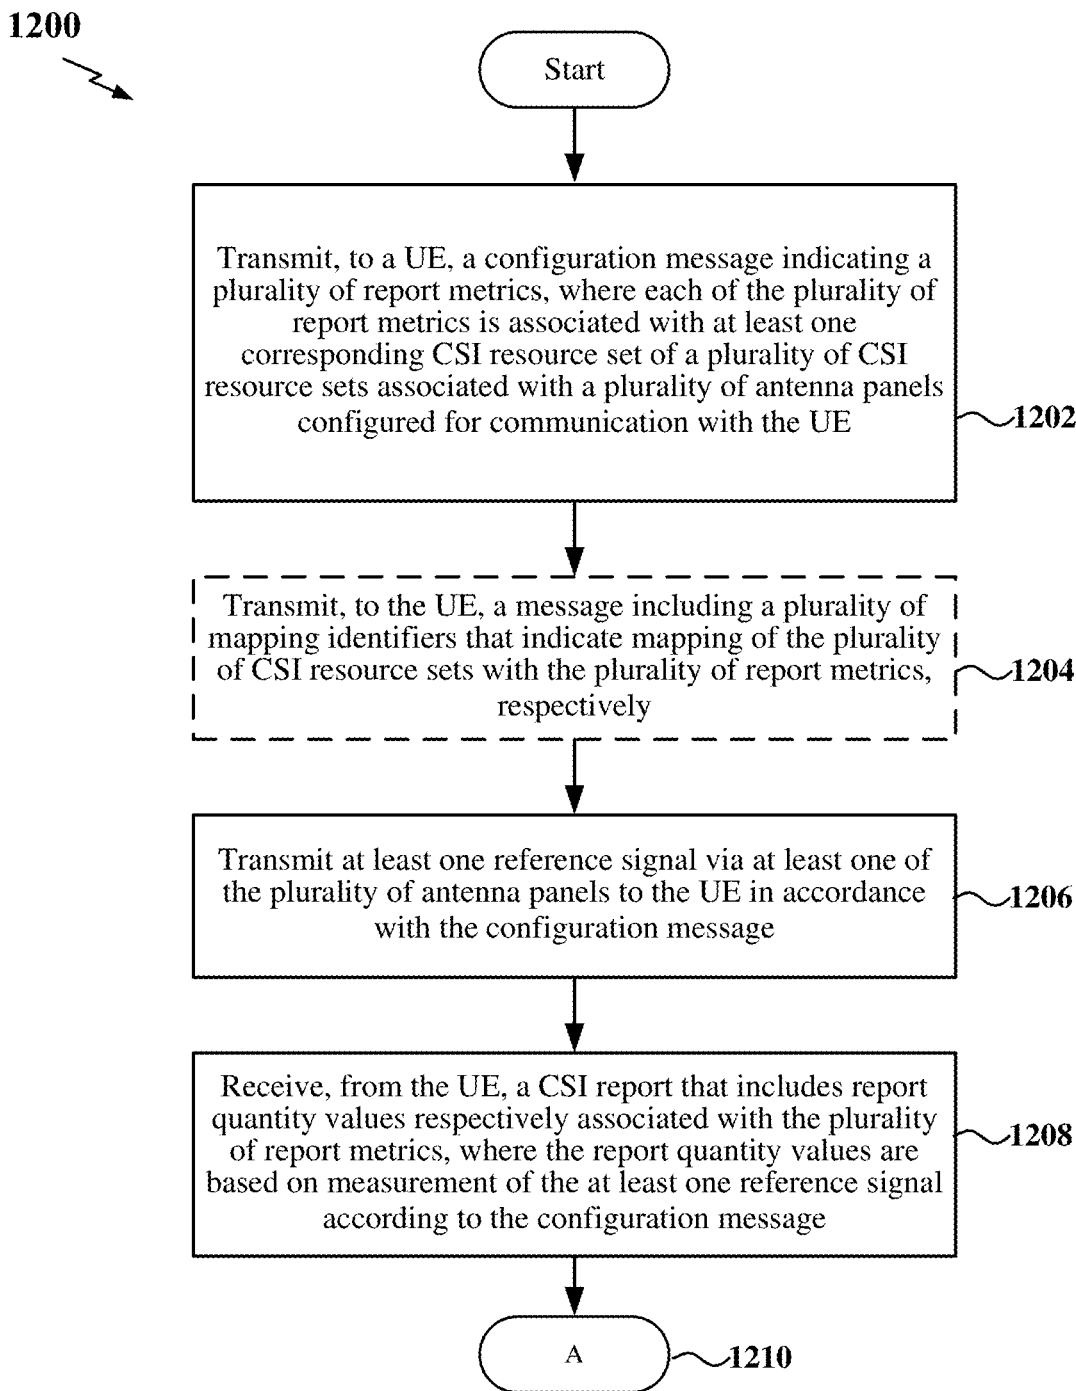 1200
Start
Transmit, to a UE, a configuration message indicating a
plurality of report metrics, where each of the plurality of
report metrics is associated with at least one
corresponding CSI resource set of a plurality of CSI
resource sets associated with a plurality of antenna panels
configured for communication with the UE
1202
Transmit, to the UE, a message including a plurality of
mapping identifiers that indicate mapping of the plurality
of CSI resource sets with the plurality of report metrics,
respectively
1204
Transmit at least one reference signal via at least one of
the plurality of antenna panels to the UE in accordance
with the configuration message
1206
Receive, from the UE, a CSI report that includes report
quantity values respectively associated with the plurality
of report metrics, where the report quantity values are
based on measurement of the at least one reference signal
according to the configuration message
1208
A
1210